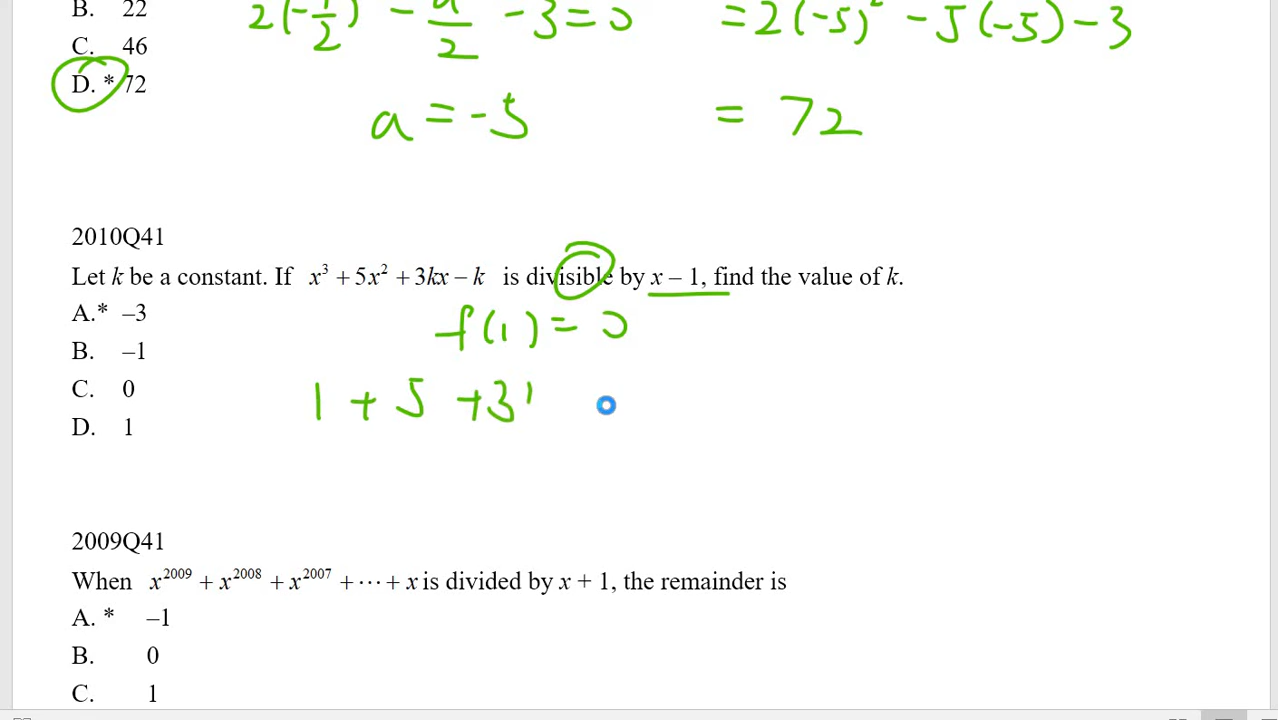 B. 22
2(-1/2) - a/2 - 3 = 0 = 2(-5)² - 5(-5) - 3
C. 46
D. * 72
a = -5 = 72
2010Q41
Let k be a constant. If x³ + 5x² + 3kx – k is divisible by x – 1, find the value of k.
A.* –3
f(1) = 0
B. –1
C. 0
1 + 5 + 3
D. 1
2009Q41
When x²⁰⁰⁹ + x²⁰⁰⁸ + x²⁰⁰⁷ + ⋯ + x is divided by x + 1, the remainder is
A. * –1
B. 0
C. 1